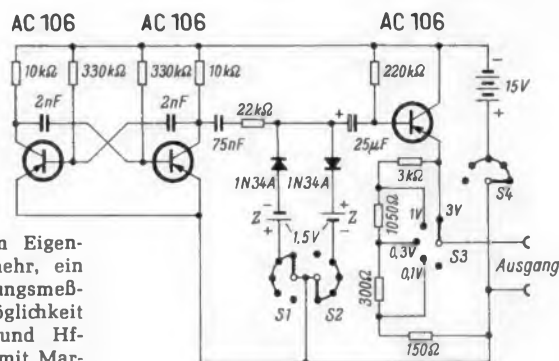 AC 106
AC 106
AC 106
10kΩ
330kΩ
330kΩ
10kΩ
220kΩ
15V
2nF
2nF
22kΩ
75nF
25µF
1N34A
1N34A
3kΩ
1050Ω
1V
3V
S4
Z
1,5V
Z
0,3V
S3
0,1V
Ausgang
300Ω
S1
S2
150Ω
n Eigen-
nehr, ein
ungsmeß-
öglichkeit
und Hf-
mit Mar-